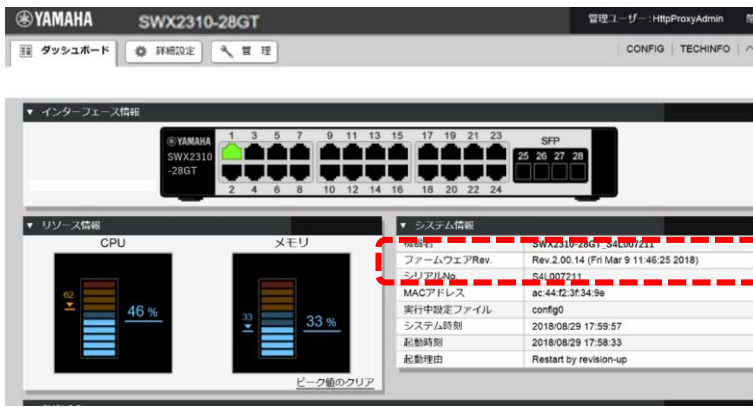 YAMAHA SWX2310-28GT 管理ユーザー:HttpProxyAdmin
ダッシュボード 詳細設定 管理 CONFIG | TECHINFO
▼ インターフェース情報
1 3 5 7 9 11 13 15 17 19 21 23
YAMAHA SFP
SWX2310 25 26 27 28
-28GT
2 4 6 8 10 12 14 16 18 20 22 24
▼ リソース情報
CPU メモリ
62
46 %
33
33 %
ピーク値のクリア
▼ システム情報
機器名 SWX2310-28GT_S4L007211
ファームウェアRev. Rev.2.00.14 (Fri Mar 9 11:46:25 2018)
シリアルNo. S4L007211
MACアドレス ac:44:f2:3f:34:9e
実行中設定ファイル config0
システム時刻 2018/08/29 17:59:57
起動時刻 2018/08/29 17:58:33
起動理由 Restart by revision-up